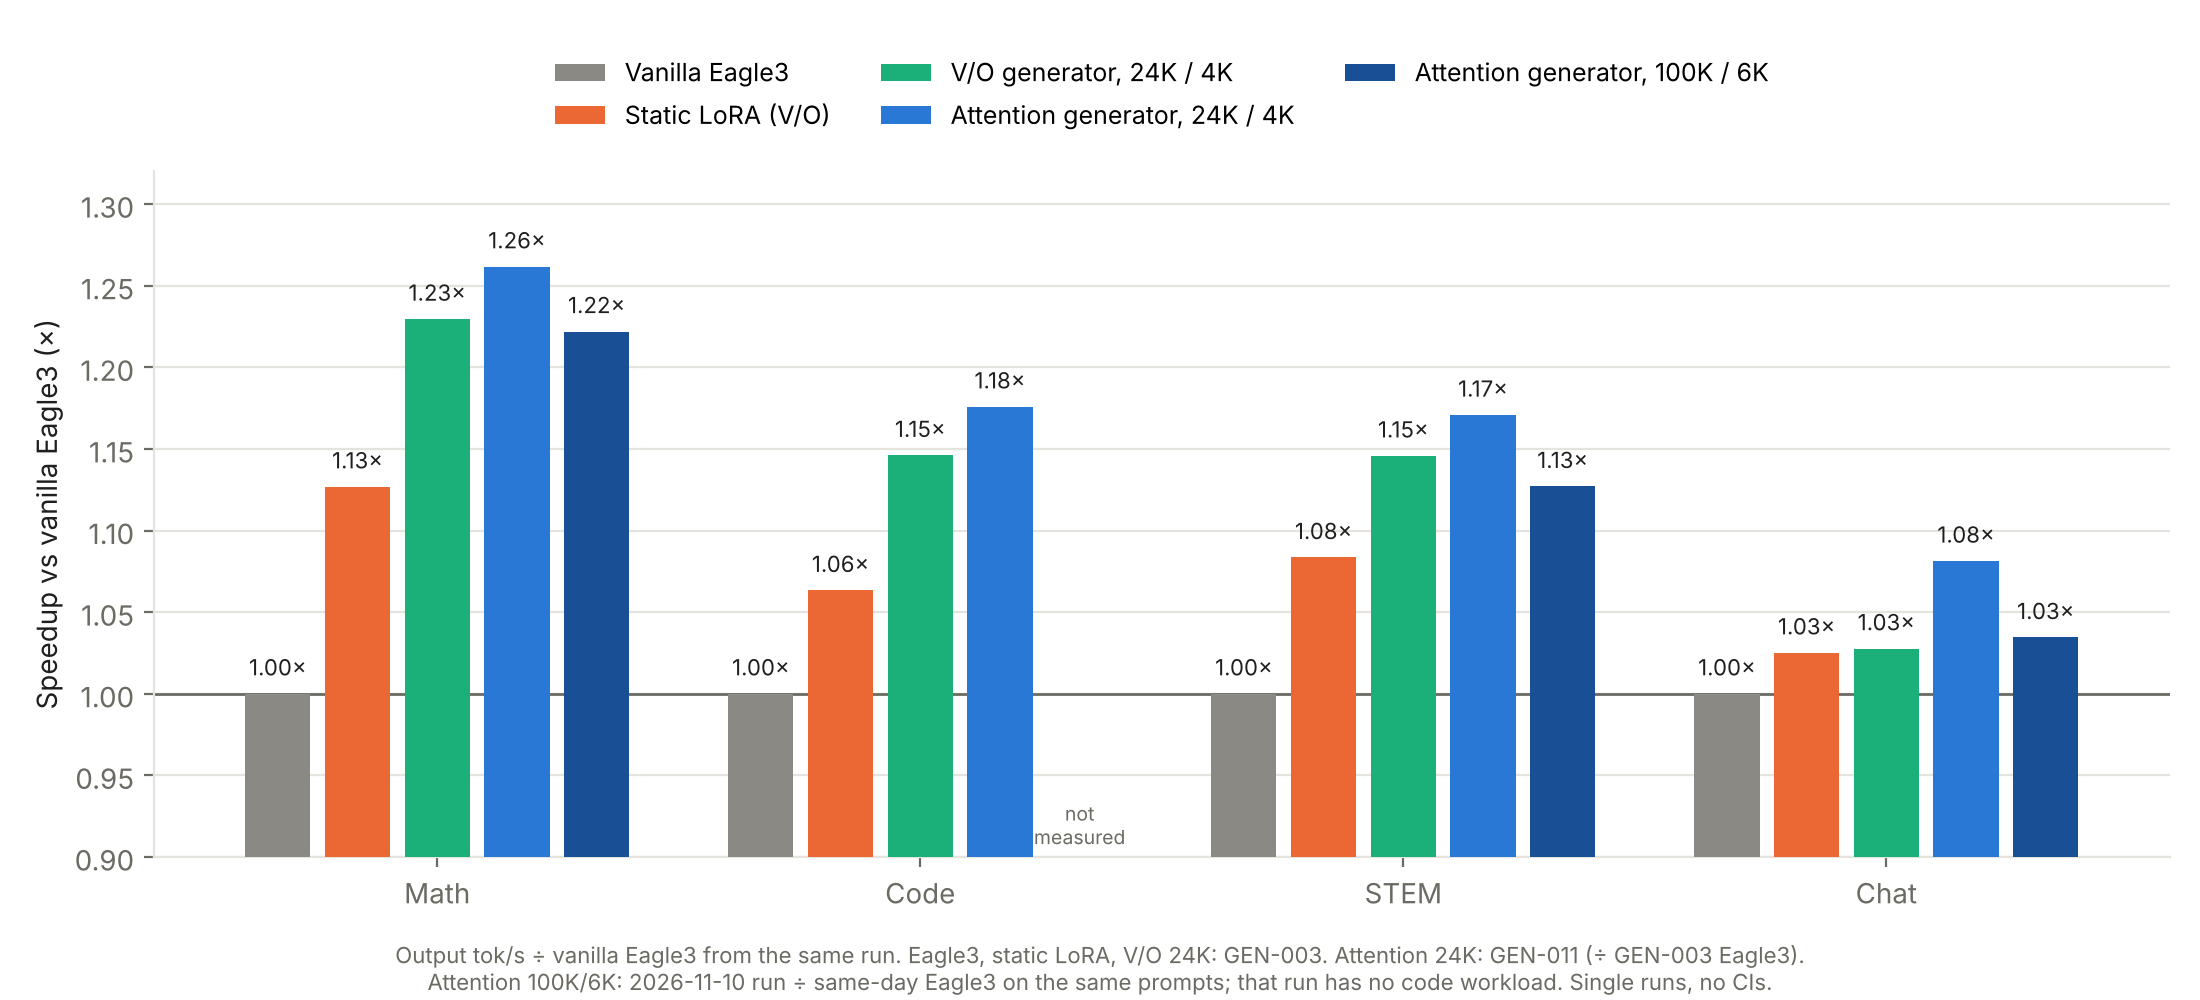 Vanilla Eagle3
Static LoRA (V/O)
V/O generator, 24K / 4K
Attention generator, 24K / 4K
Attention generator, 100K / 6K
Speedup vs vanilla Eagle3 (×)
1.30
1.25
1.20
1.15
1.10
1.05
1.00
0.95
0.90
1.00×
1.13×
1.23×
1.26×
1.22×
1.00×
1.06×
1.15×
1.18×
not
measured
1.00×
1.08×
1.15×
1.17×
1.13×
1.00×
1.03×
1.03×
1.08×
1.03×
Math
Code
STEM
Chat
Output tok/s ÷ vanilla Eagle3 from the same run. Eagle3, static LoRA, V/O 24K: GEN-003. Attention 24K: GEN-011 (÷ GEN-003 Eagle3).
Attention 100K/6K: 2026-11-10 run ÷ same-day Eagle3 on the same prompts; that run has no code workload. Single runs, no CIs.